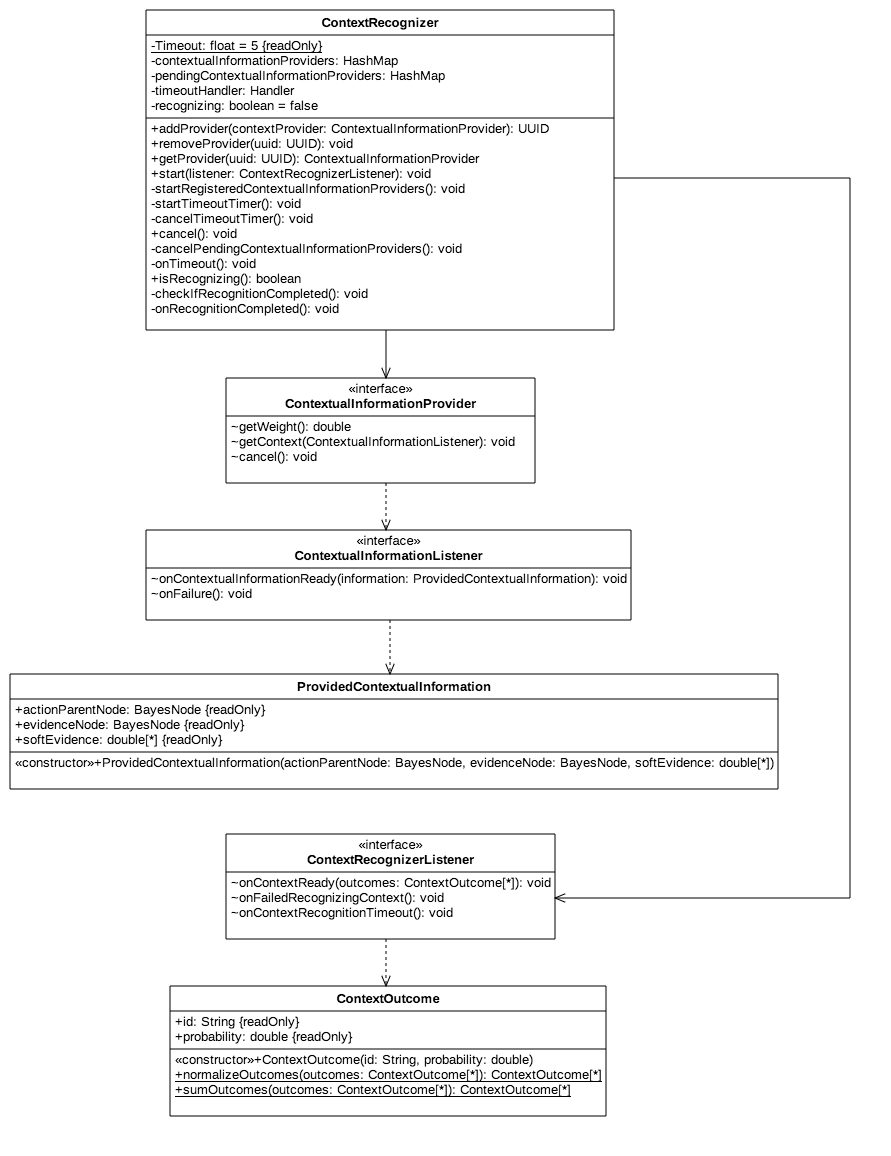 ContextRecognizer
-Timeout: float = 5 {readOnly}
-contextualInformationProviders: HashMap
-pendingContextualInformationProviders: HashMap
-timeoutHandler: Handler
-recognizing: boolean = false
+addProvider(contextProvider: ContextualInformationProvider): UUID
+removeProvider(uuid: UUID): void
+getProvider(uuid: UUID): ContextualInformationProvider
+start(listener: ContextRecognizerListener): void
-startRegisteredContextualInformationProviders(): void
-startTimeoutTimer(): void
-cancelTimeoutTimer(): void
+cancel(): void
-cancelPendingContextualInformationProviders(): void
-onTimeout(): void
+isRecognizing(): boolean
-checkIfRecognitionCompleted(): void
-onRecognitionCompleted(): void
«interface»
ContextualInformationProvider
~getWeight(): double
~getContext(ContextualInformationListener): void
~cancel(): void
«interface»
ContextualInformationListener
~onContextualInformationReady(information: ProvidedContextualInformation): void
~onFailure(): void
ProvidedContextualInformation
+actionParentNode: BayesNode {readOnly}
+evidenceNode: BayesNode {readOnly}
+softEvidence: double[*] {readOnly}
«constructor»+ProvidedContextualInformation(actionParentNode: BayesNode, evidenceNode: BayesNode, softEvidence: double[*])
«interface»
ContextRecognizerListener
~onContextReady(outcomes: ContextOutcome[*]): void
~onFailedRecognizingContext(): void
~onContextRecognitionTimeout(): void
ContextOutcome
+id: String {readOnly}
+probability: double {readOnly}
«constructor»+ContextOutcome(id: String, probability: double)
+normalizeOutcomes(outcomes: ContextOutcome[*]): ContextOutcome[*]
+sumOutcomes(outcomes: ContextOutcome[*]): ContextOutcome[*]